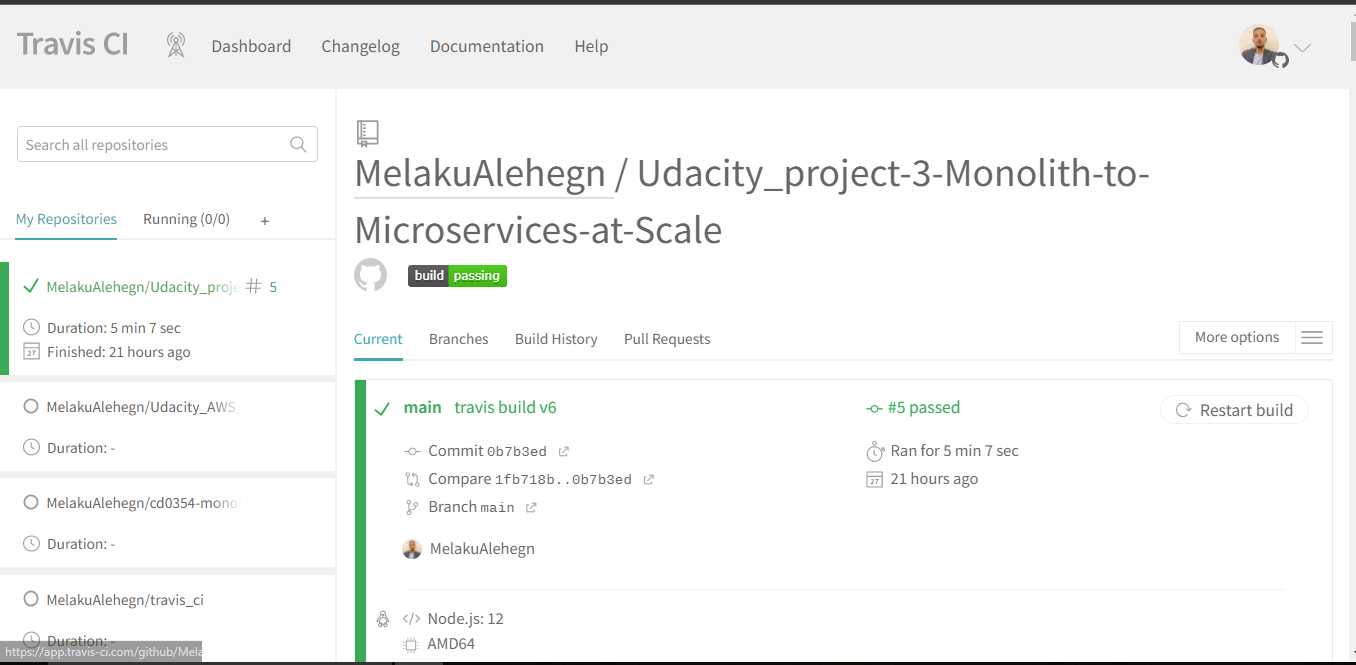 Travis CI
Dashboard
Changelog
Documentation
Help
Search all repositories
My Repositories
Running (0/0)
+
MelakuAlehegn/Udacity_proje
# 5
Duration: 5 min 7 sec
27
Finished: 21 hours ago
MelakuAlehegn/Udacity_AWS_
Duration: -
MelakuAlehegn/cd0354-mono
Duration: -
MelakuAlehegn/travis_ci
Duration: -
https://app.travis-ci.com/github/Mela
MelakuAlehegn / Udacity_project-3-Monolith-to-
Microservices-at-Scale
build passing
Current
Branches
Build History
Pull Requests
More options
main travis build v6
#5 passed
Restart build
Commit 0b7b3ed
Ran for 5 min 7 sec
Compare 1fb718b..0b7b3ed
27
21 hours ago
Branch main
MelakuAlehegn
</> Node.js: 12
AMD64